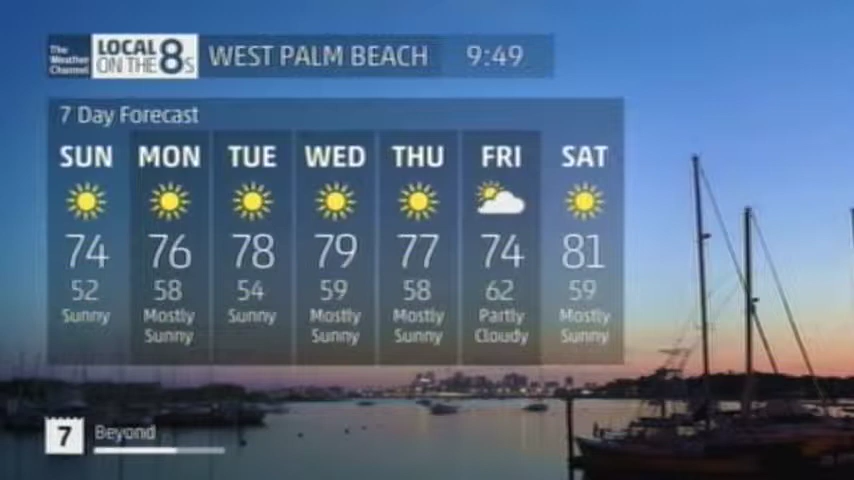 The Weather Channel
LOCAL ON THE 8s
WEST PALM BEACH
9:49
7 Day Forecast
SUN MON TUE WED THU FRI SAT
74 76 78 79 77 74 81
52 58 54 59 58 62 59
Sunny Mostly Sunny Mostly Mostly Partly Mostly
Sunny Sunny Sunny Cloudy Sunny
7
Beyond